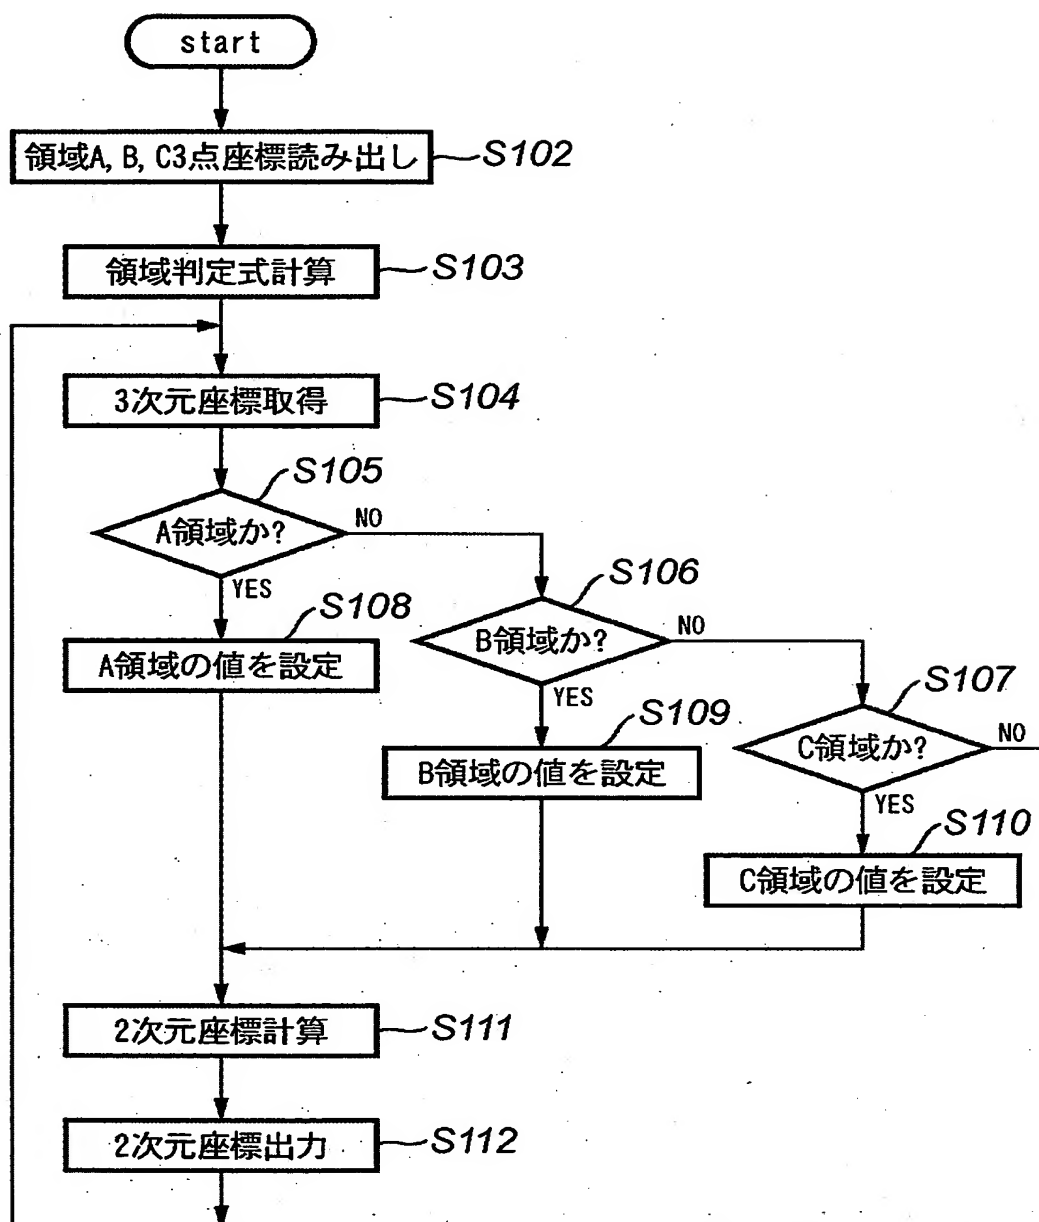 start
領域A, B, C3点座標読み出し
S102
領域判定式計算
S103
3次元座標取得
S104
S105
A領域か?
NO
YES
S106
B領域か?
NO
YES
S108
A領域の値を設定
S107
C領域か?
NO
YES
S109
B領域の値を設定
S110
C領域の値を設定
2次元座標計算
S111
2次元座標出力
S112